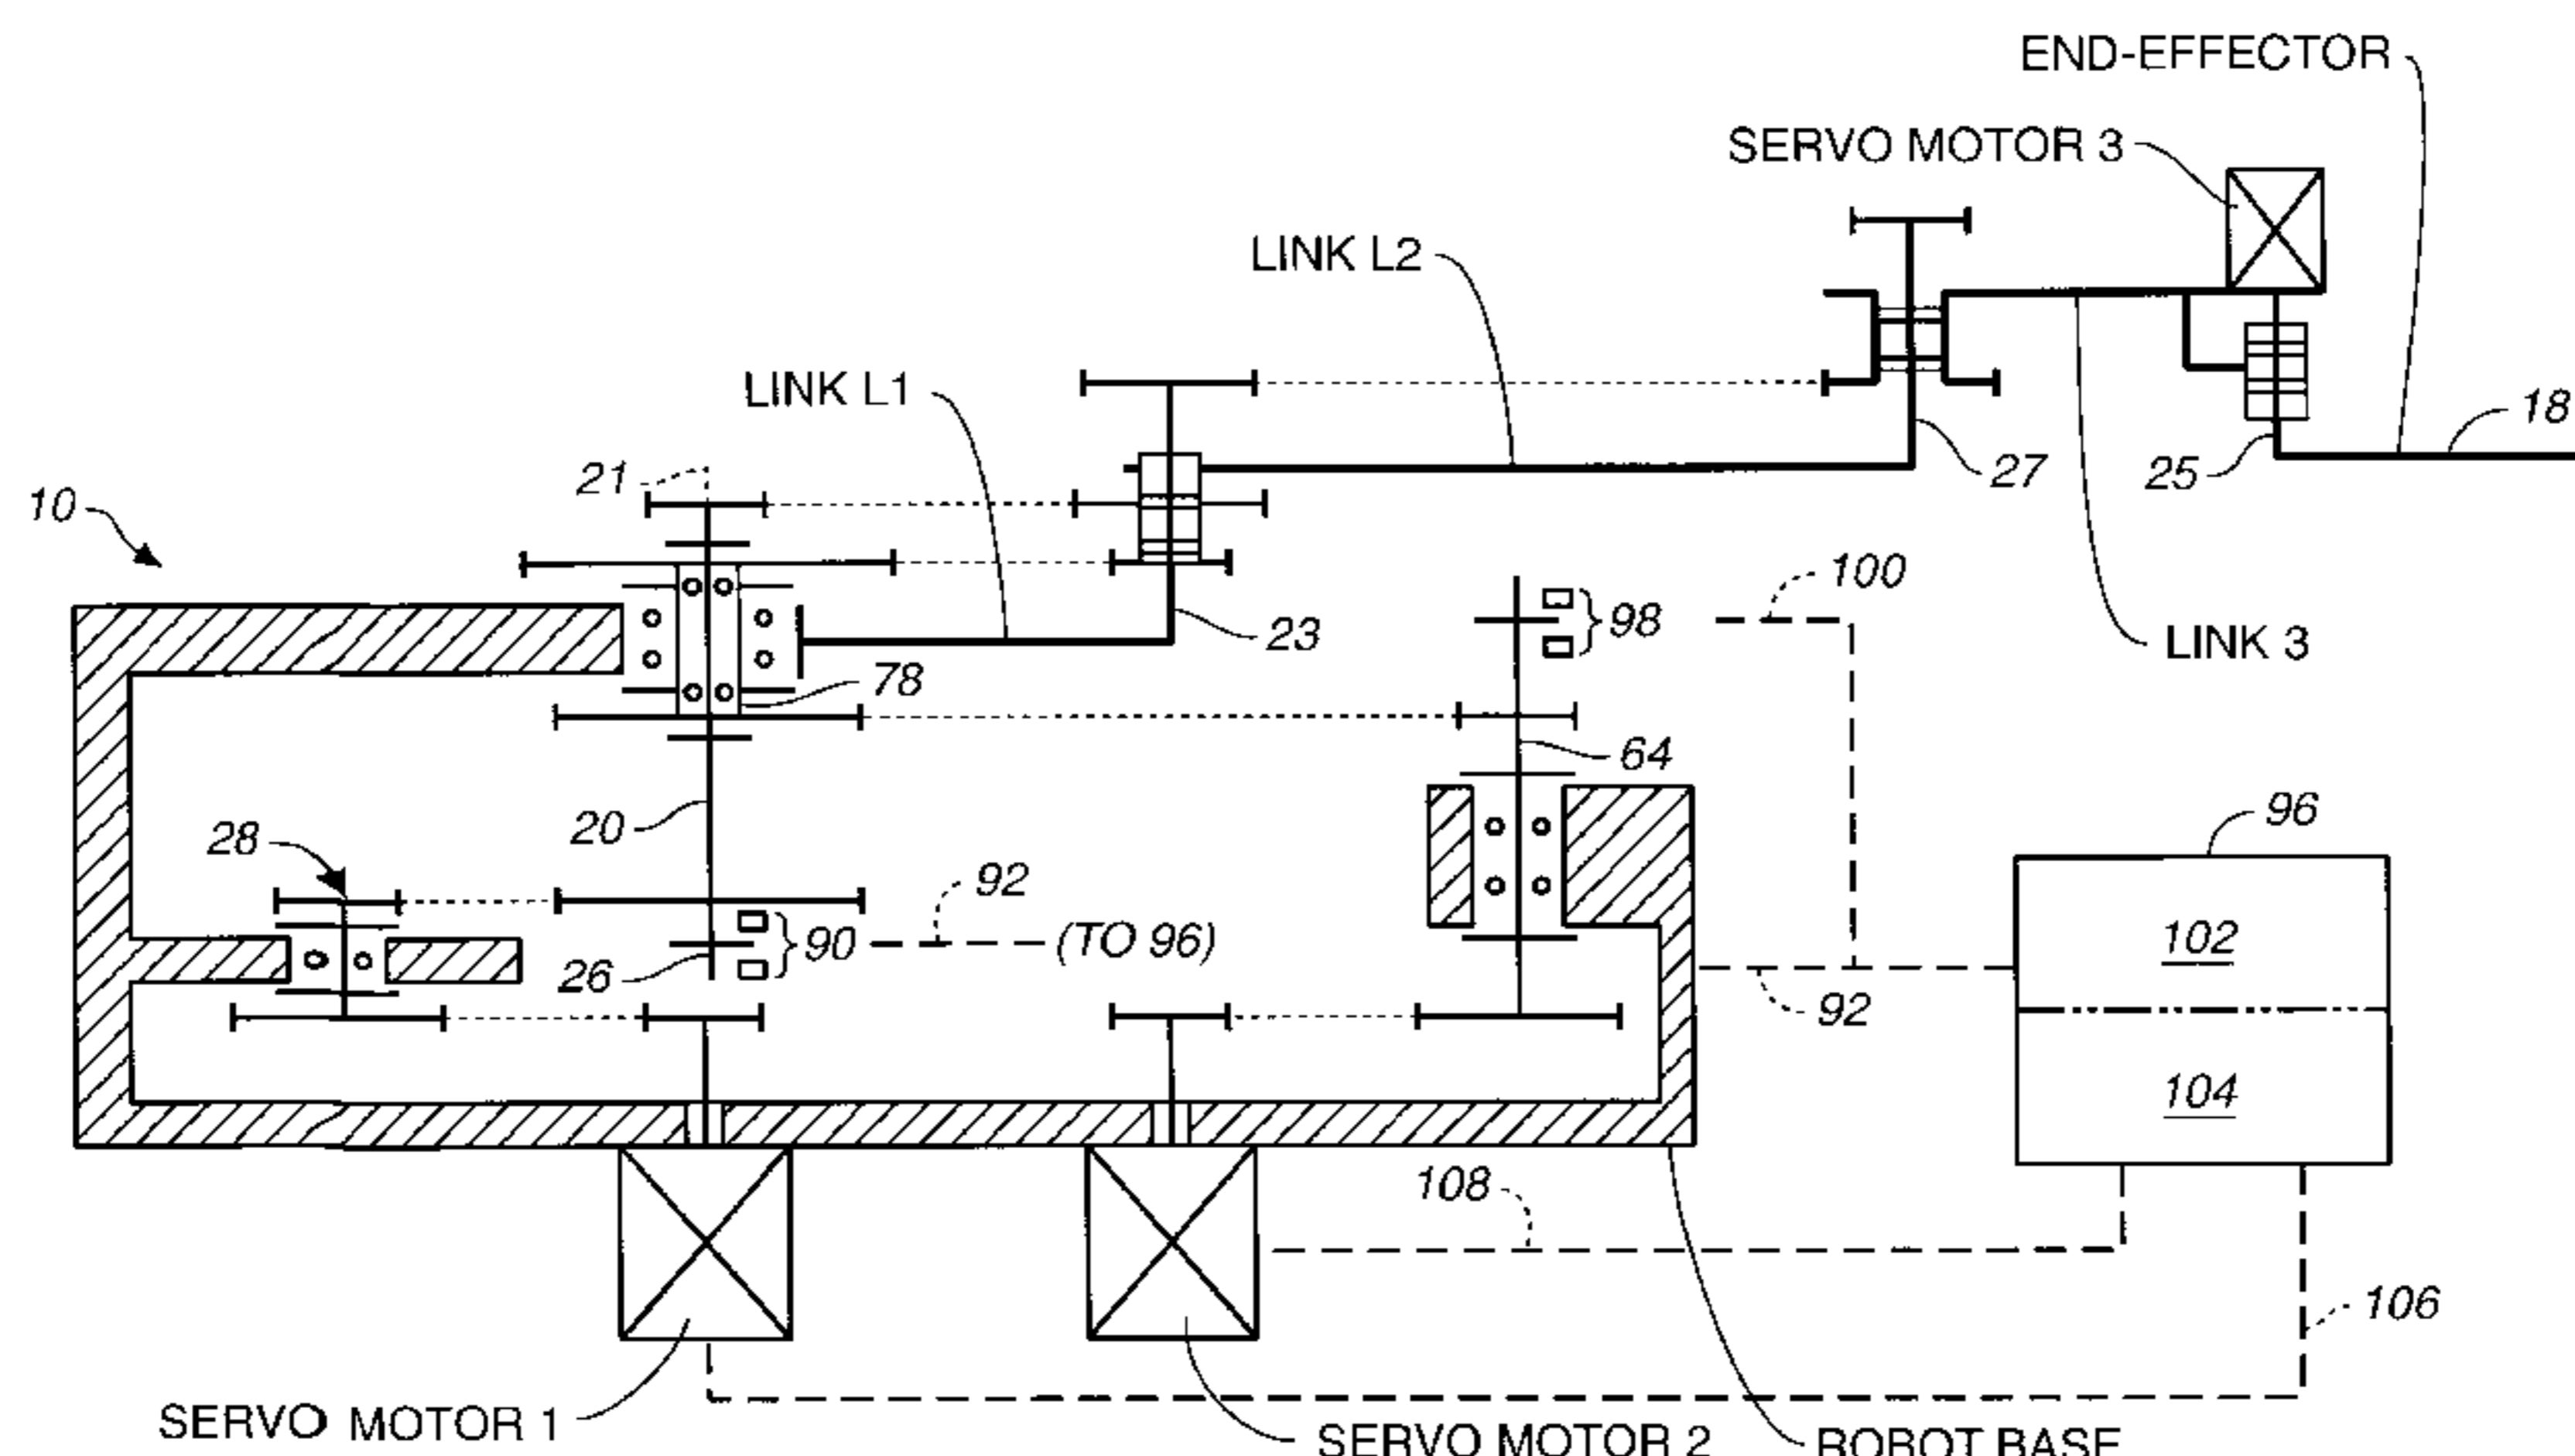 END-EFFECTOR
SERVO MOTOR 3
LINK L2
LINK L1
18
21
27
25
10
100
98
23
LINK 3
78
64
20
28
96
92
90
(TO 96)
102
26
92
104
108
106
SERVO MOTOR 1
SERVO MOTOR 2
ROBOT BASE